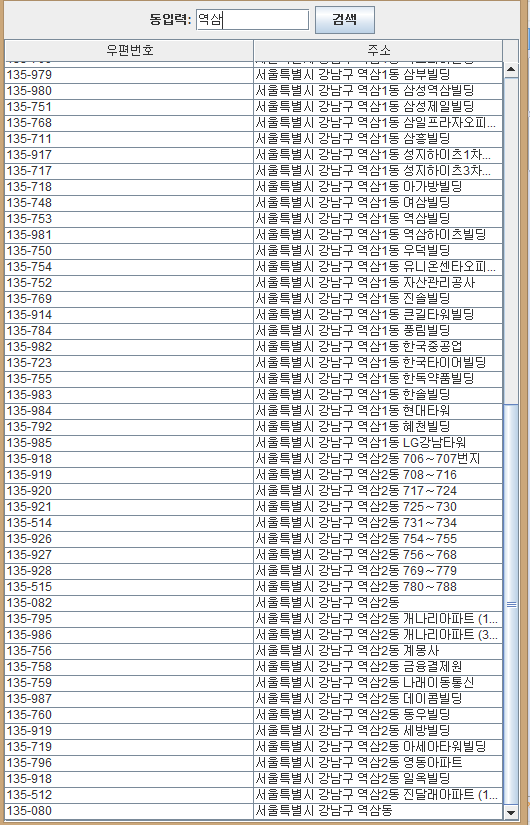 동입력: 역삼 검색
우편번호 주소
135-979 서울특별시 강남구 역삼1동 삼부빌딩
135-980 서울특별시 강남구 역삼1동 삼성역삼빌딩
135-751 서울특별시 강남구 역삼1동 삼성제일빌딩
135-768 서울특별시 강남구 역삼1동 삼일프라자오피...
135-711 서울특별시 강남구 역삼1동 삼흥빌딩
135-917 서울특별시 강남구 역삼1동 성지하이츠1차...
135-717 서울특별시 강남구 역삼1동 성지하이츠3차...
135-718 서울특별시 강남구 역삼1동 아가방빌딩
135-748 서울특별시 강남구 역삼1동 여삼빌딩
135-753 서울특별시 강남구 역삼1동 역삼빌딩
135-981 서울특별시 강남구 역삼1동 역삼하이츠빌딩
135-750 서울특별시 강남구 역삼1동 우덕빌딩
135-754 서울특별시 강남구 역삼1동 유니온센타오피...
135-752 서울특별시 강남구 역삼1동 자산관리공사
135-769 서울특별시 강남구 역삼1동 진솔빌딩
135-914 서울특별시 강남구 역삼1동 큰길타워빌딩
135-784 서울특별시 강남구 역삼1동 풍림빌딩
135-982 서울특별시 강남구 역삼1동 한국중공업
135-723 서울특별시 강남구 역삼1동 한국타이어빌딩
135-755 서울특별시 강남구 역삼1동 한독약품빌딩
135-983 서울특별시 강남구 역삼1동 한솔빌딩
135-984 서울특별시 강남구 역삼1동 현대타워
135-792 서울특별시 강남구 역삼1동 혜천빌딩
135-985 서울특별시 강남구 역삼1동 LG강남타워
135-918 서울특별시 강남구 역삼2동 706～707번지
135-919 서울특별시 강남구 역삼2동 708～716
135-920 서울특별시 강남구 역삼2동 717～724
135-921 서울특별시 강남구 역삼2동 725～730
135-514 서울특별시 강남구 역삼2동 731～734
135-926 서울특별시 강남구 역삼2동 754～755
135-927 서울특별시 강남구 역삼2동 756～768
135-928 서울특별시 강남구 역삼2동 769～779
135-515 서울특별시 강남구 역삼2동 780～788
135-082 서울특별시 강남구 역삼2동
135-795 서울특별시 강남구 역삼2동 개나리아파트 (1...
135-986 서울특별시 강남구 역삼2동 개나리아파트 (3...
135-756 서울특별시 강남구 역삼2동 계몽사
135-758 서울특별시 강남구 역삼2동 금융결제원
135-759 서울특별시 강남구 역삼2동 나래이동통신
135-987 서울특별시 강남구 역삼2동 데이콤빌딩
135-760 서울특별시 강남구 역삼2동 동우빌딩
135-919 서울특별시 강남구 역삼2동 세방빌딩
135-719 서울특별시 강남구 역삼2동 아세아타워빌딩
135-796 서울특별시 강남구 역삼2동 영동아파트
135-918 서울특별시 강남구 역삼2동 일옥빌딩
135-512 서울특별시 강남구 역삼2동 진달래아파트 (1...
135-080 서울특별시 강남구 역삼동